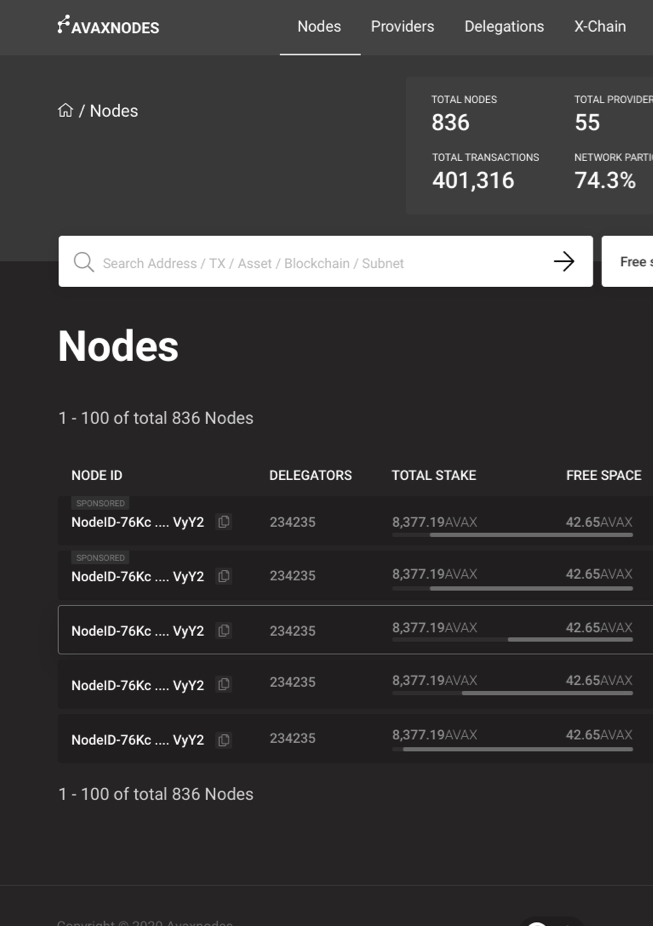 AVAXNODES
Nodes Providers Delegations X-Chain
/ Nodes
TOTAL NODES TOTAL PROVIDER
836 55
TOTAL TRANSACTIONS NETWORK PARTI
401,316 74.3%
Search Address / TX / Asset / Blockchain / Subnet
Free s
Nodes
1 - 100 of total 836 Nodes
NODE ID DELEGATORS TOTAL STAKE FREE SPACE
SPONSORED
NodeID-76Kc .... VyY2 234235 8,377.19AVAX 42.65AVAX
SPONSORED
NodeID-76Kc .... VyY2 234235 8,377.19AVAX 42.65AVAX
NodeID-76Kc .... VyY2 234235 8,377.19AVAX 42.65AVAX
NodeID-76Kc .... VyY2 234235 8,377.19AVAX 42.65AVAX
NodeID-76Kc .... VyY2 234235 8,377.19AVAX 42.65AVAX
1 - 100 of total 836 Nodes
Copyright © 2020 Avaxnodes